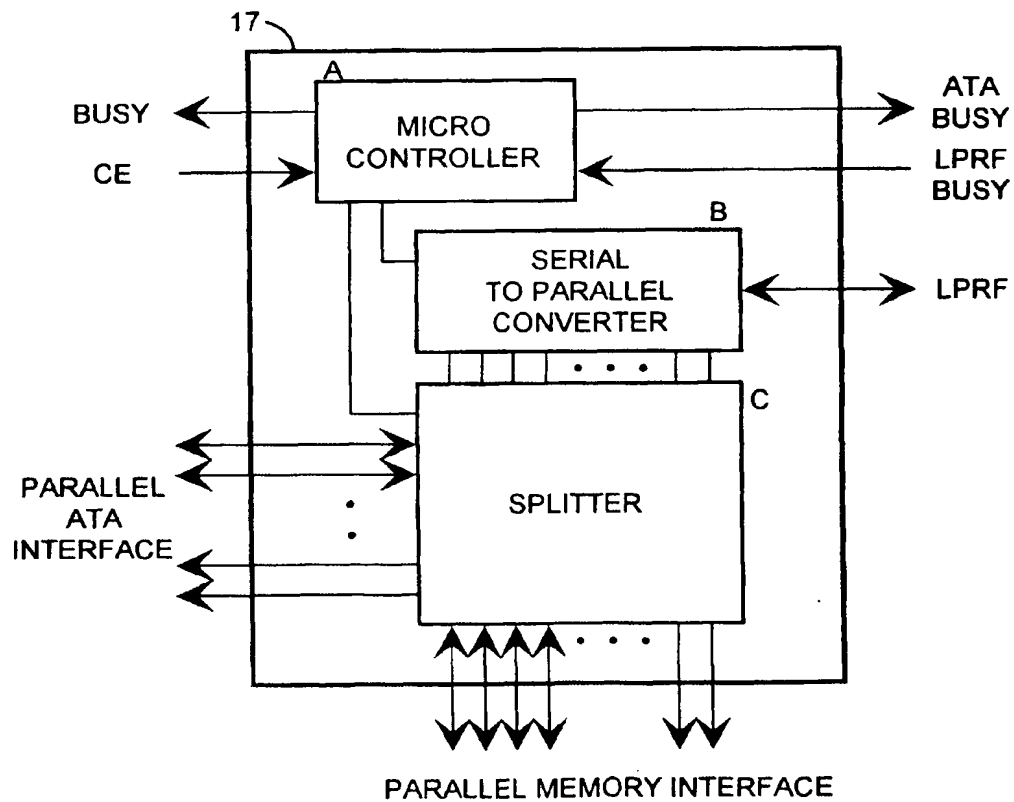 17
A
BUSY
CE
MICRO
CONTROLLER
ATA
BUSY
LPRF
BUSY
B
SERIAL
TO PARALLEL
CONVERTER
LPRF
C
SPLITTER
PARALLEL
ATA
INTERFACE
PARALLEL MEMORY INTERFACE